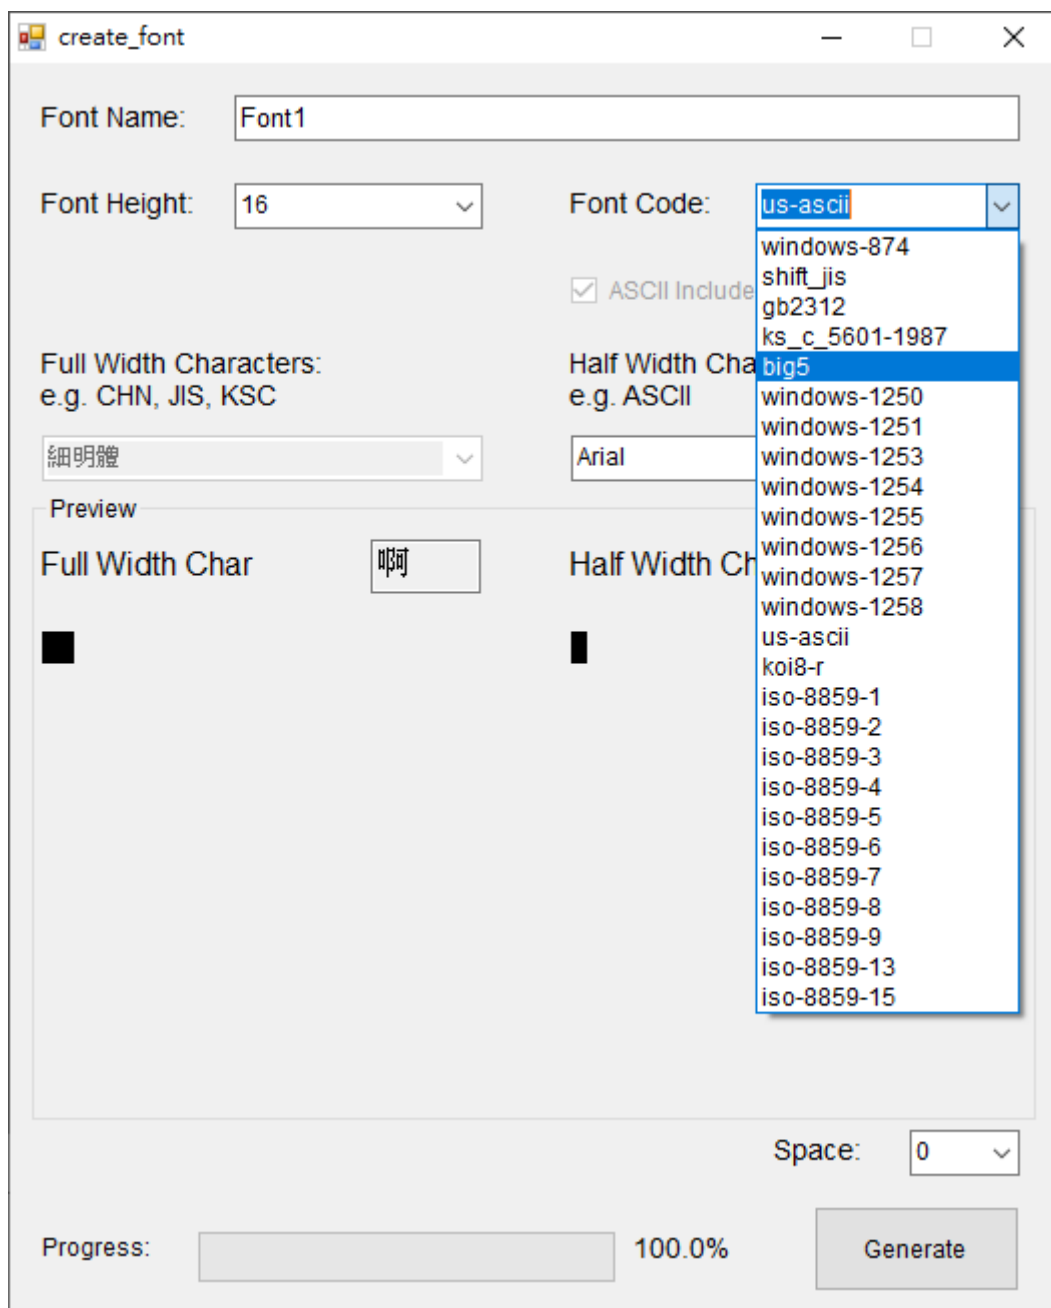 create_font
Font Name: Font1
Font Height: 16 Font Code: us-ascii
windows-874
shift_jis
gb2312
ks_c_5601-1987
big5
windows-1250
windows-1251
windows-1253
windows-1254
windows-1255
windows-1256
windows-1257
windows-1258
us-ascii
koi8-r
iso-8859-1
iso-8859-2
iso-8859-3
iso-8859-4
iso-8859-5
iso-8859-6
iso-8859-7
iso-8859-8
iso-8859-9
iso-8859-13
iso-8859-15
ASCII Include
Full Width Characters:
e.g. CHN, JIS, KSC
Half Width Cha
e.g. ASCII
細明體
Arial
Preview
Full Width Char 啊
Half Width Ch
Space: 0
Progress: 100.0% Generate